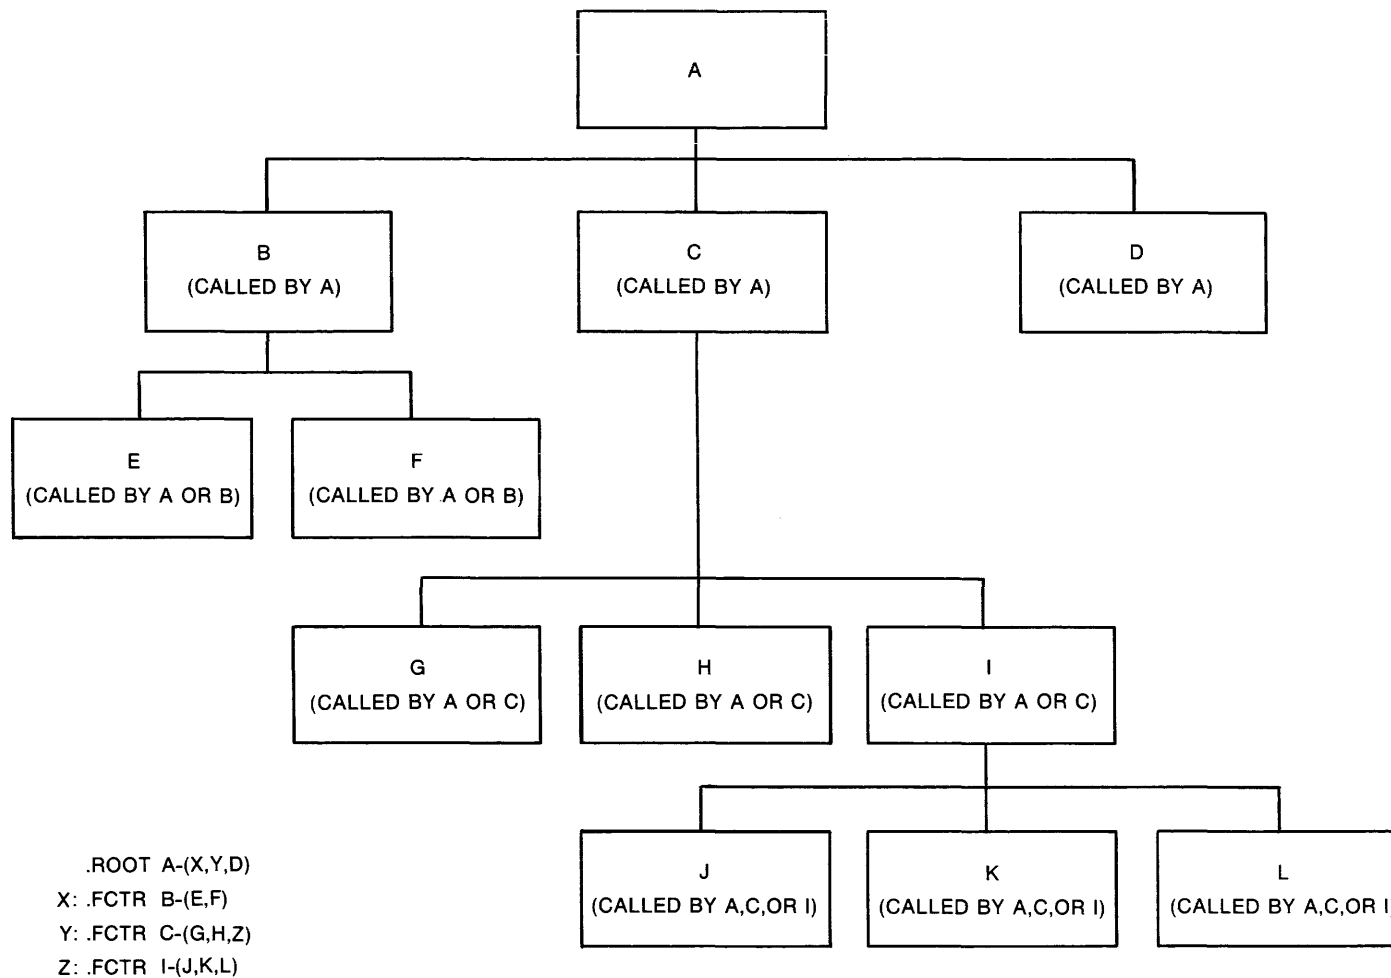 A
B
(CALLED BY A)
C
(CALLED BY A)
D
(CALLED BY A)
E
(CALLED BY A OR B)
F
(CALLED BY A OR B)
G
(CALLED BY A OR C)
H
(CALLED BY A OR C)
I
(CALLED BY A OR C)
J
(CALLED BY A,C,OR I)
K
(CALLED BY A,C,OR I)
L
(CALLED BY A,C,OR I)
.ROOT A-(X,Y,D)
X: .FCTR B-(E,F)
Y: .FCTR C-(G,H,Z)
Z: .FCTR I-(J,K,L)